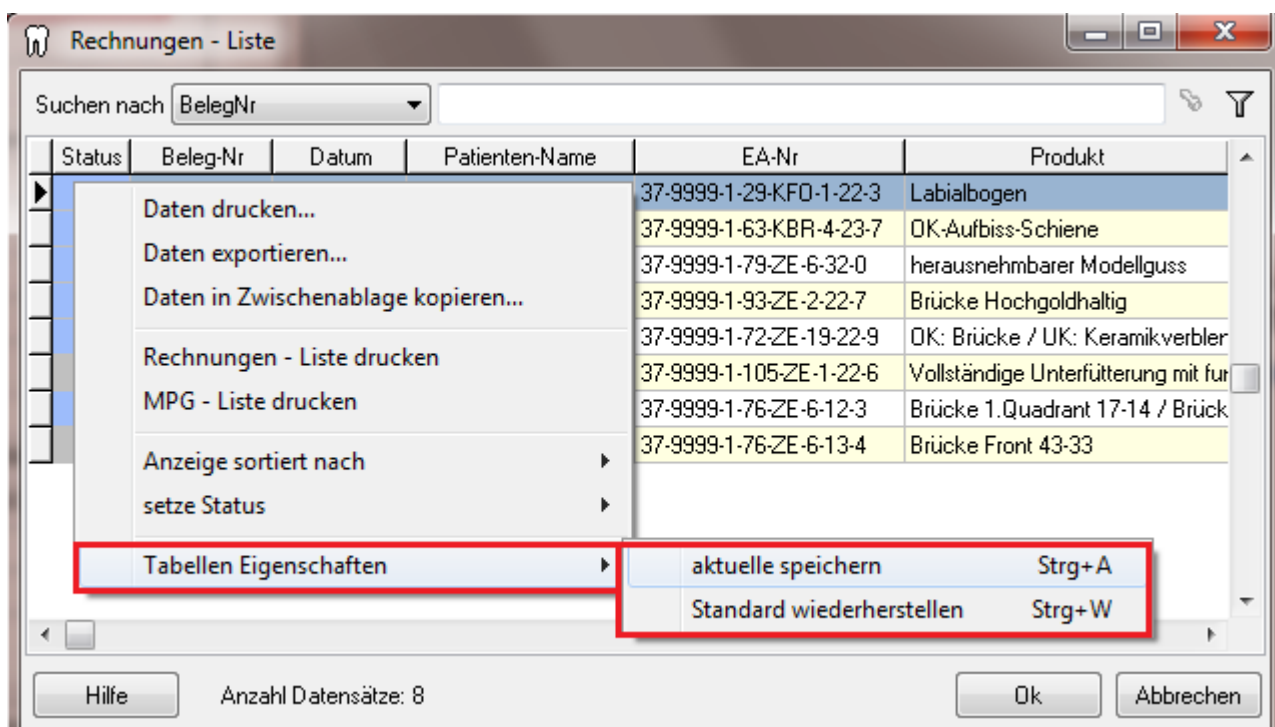 Rechnungen - Liste
Suchen nach BelegNr
Status Beleg-Nr Datum Patienten-Name EA-Nr Produkt
37-9999-1-29-KFO-1-22-3 Labialbogen
37-9999-1-63-KBR-4-23-7 OK-Aufbiss-Schiene
37-9999-1-79-ZE-6-32-0 herausnehmbarer Modellguss
37-9999-1-93-ZE-2-22-7 Brücke Hochgoldhaltig
37-9999-1-72-ZE-19-22-9 OK: Brücke / UK: Keramikverblen
37-9999-1-105-ZE-1-22-6 Vollständige Unterfütterung mit fun
37-9999-1-76-ZE-6-12-3 Brücke 1.Quadrant 17-14 / Brück
37-9999-1-76-ZE-6-13-4 Brücke Front 43-33
Daten drucken...
Daten exportieren...
Daten in Zwischenablage kopieren...
Rechnungen - Liste drucken
MPG - Liste drucken
Anzeige sortiert nach
setze Status
Tabellen Eigenschaften
aktuelle speichern Strg+A
Standard wiederherstellen Strg+W
Hilfe Anzahl Datensätze: 8 Ok Abbrechen